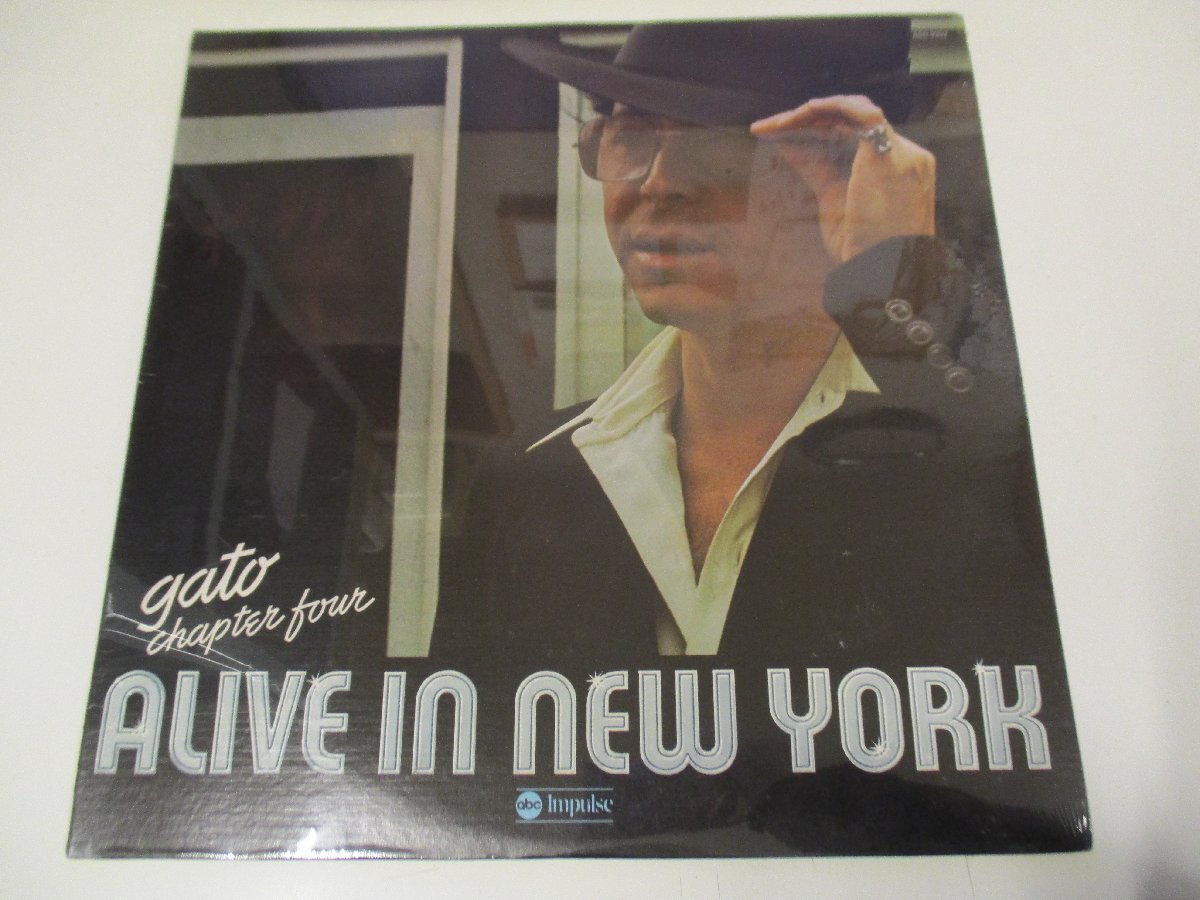 gato
chapter four
ALIVE IN NEW YORK
abc Impulse